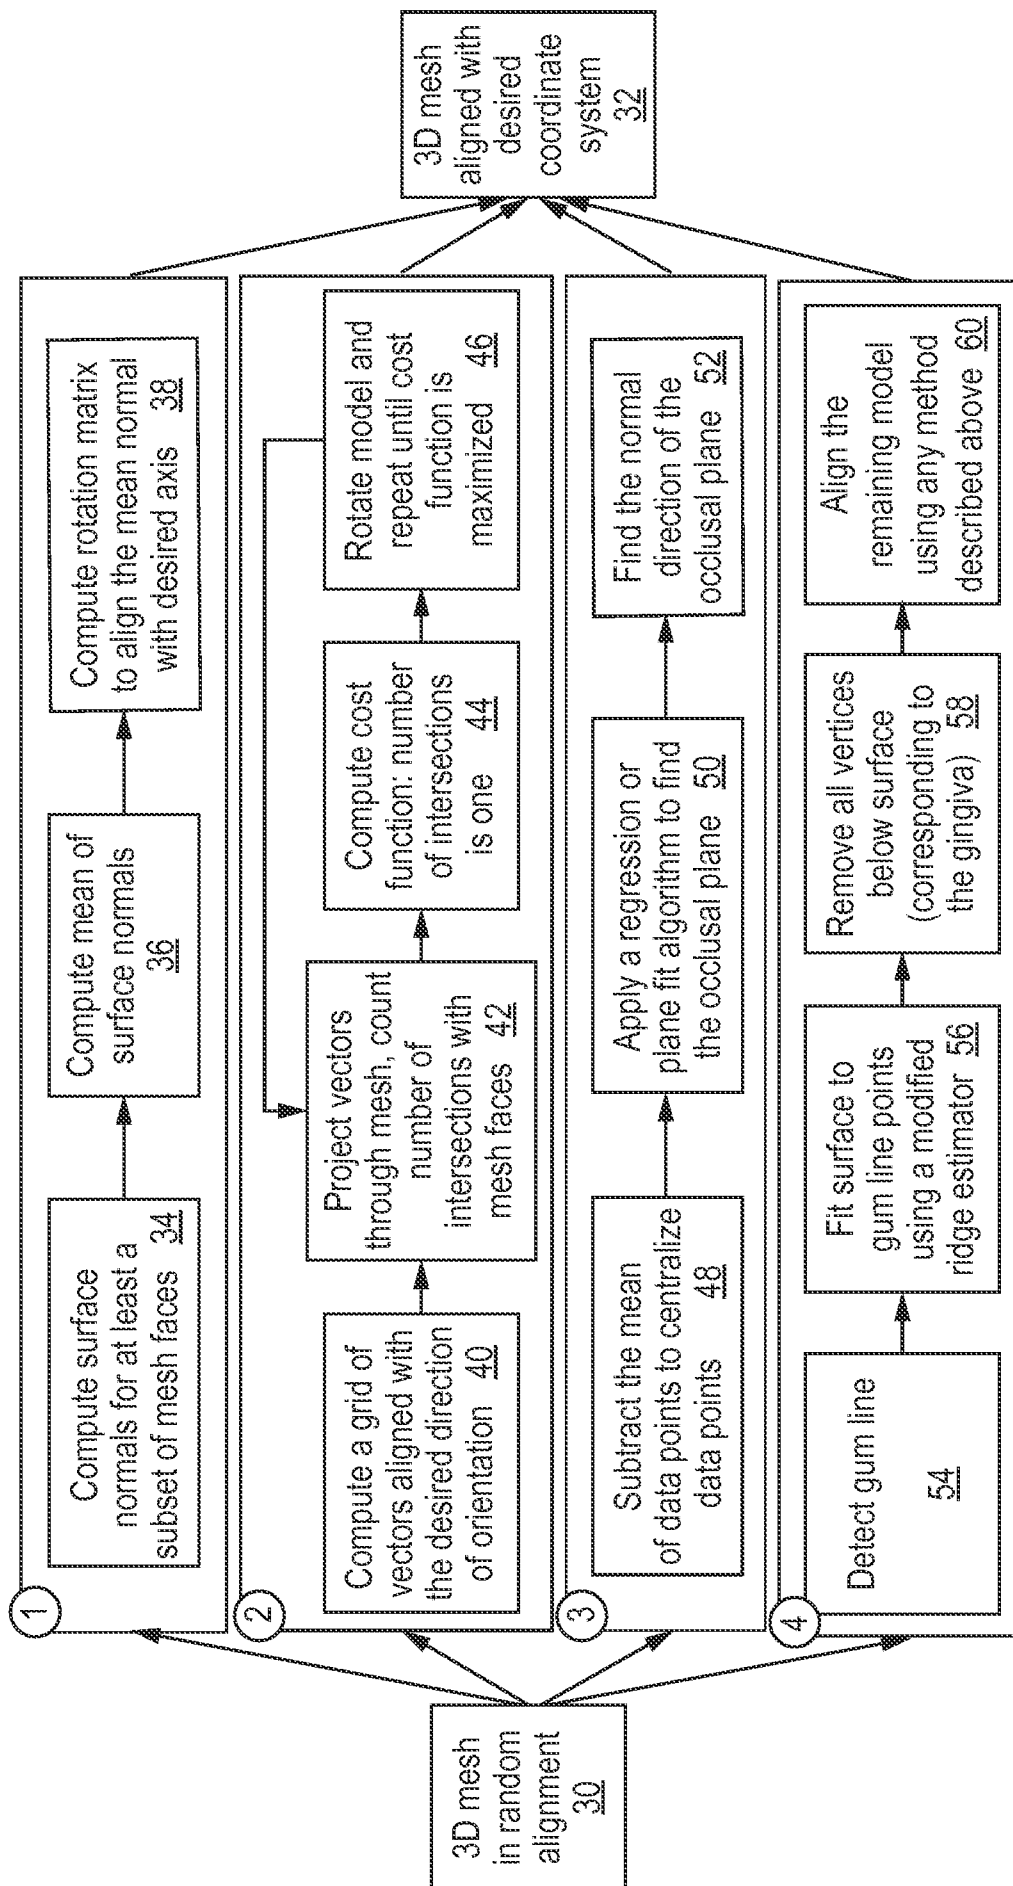 3D mesh
in random
alignment
30
1
Compute surface
normals for at least a
subset of mesh faces 34
Compute mean of
surface normals
36
Compute rotation matrix
to align the mean normal
with desired axis 38
2
Compute a grid of
vectors aligned with
the desired direction
of orientation 40
Project vectors
through mesh, count
number of
intersections with
mesh faces 42
Compute cost
function: number
of intersections
is one 44
Rotate model and
repeat until cost
function is
maximized 46
3
Subtract the mean
of data points to centralize
data points 48
Apply a regression or
plane fit algorithm to find
the occlusal plane 50
Find the normal
direction of the
occlusal plane 52
4
Detect gum line
54
Fit surface to
gum line points
using a modified
ridge estimator 56
Remove all vertices
below surface
(corresponding to
the gingiva) 58
Align the
remaining model
using any method
described above 60
3D mesh
aligned with
desired
coordinate
system
32